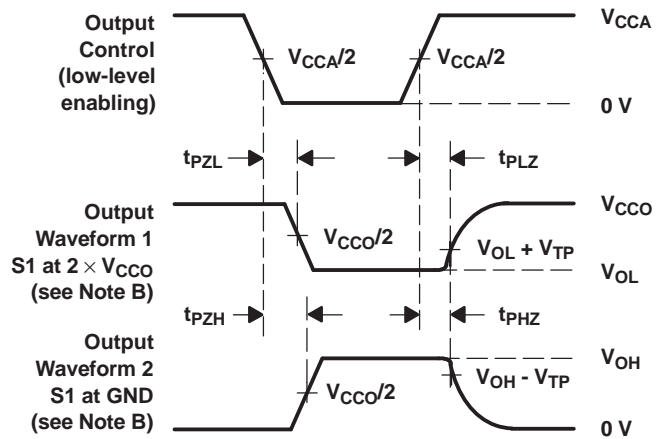 Output
Control
(low-level
enabling)
VCCA
VCCA/2
VCCA/2
0 V
tPZL
tPLZ
Output
Waveform 1
S1 at 2 × VCCO
(see Note B)
VCCO
VCCO/2
VOL + VTP
VOL
tPZH
tPHZ
Output
Waveform 2
S1 at GND
(see Note B)
VOH
VCCO/2
VOH - VTP
0 V